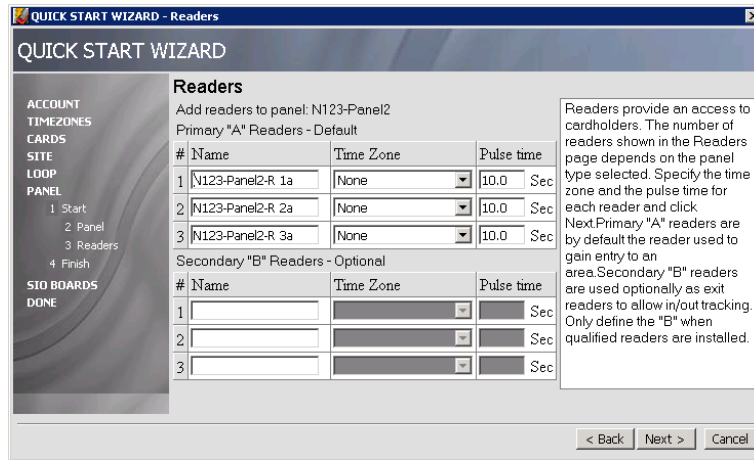 QUICK START WIZARD - Readers
QUICK START WIZARD
ACCOUNT
TIMEZONES
CARDS
SITE
LOOP
PANEL
1 Start
2 Panel
3 Readers
4 Finish
SIO BOARDS
DONE
Readers
Add readers to panel: N123-Panel2
Primary "A" Readers - Default
# Name Time Zone Pulse time
1 N123-Panel2-R 1a None 10.0 Sec
2 N123-Panel2-R 2a None 10.0 Sec
3 N123-Panel2-R 3a None 10.0 Sec
Secondary "B" Readers - Optional
# Name Time Zone Pulse time
1 Sec
2 Sec
3 Sec
Readers provide an access to
cardholders. The number of
readers shown in the Readers
page depends on the panel
type selected. Specify the time
zone and the pulse time for
each reader and click
Next.Primary "A" readers are
by default the reader used to
gain entry to an
area.Secondary "B" readers
are used optionally as exit
readers to allow in/out tracking.
Only define the "B" when
qualified readers are installed.
< Back Next > Cancel